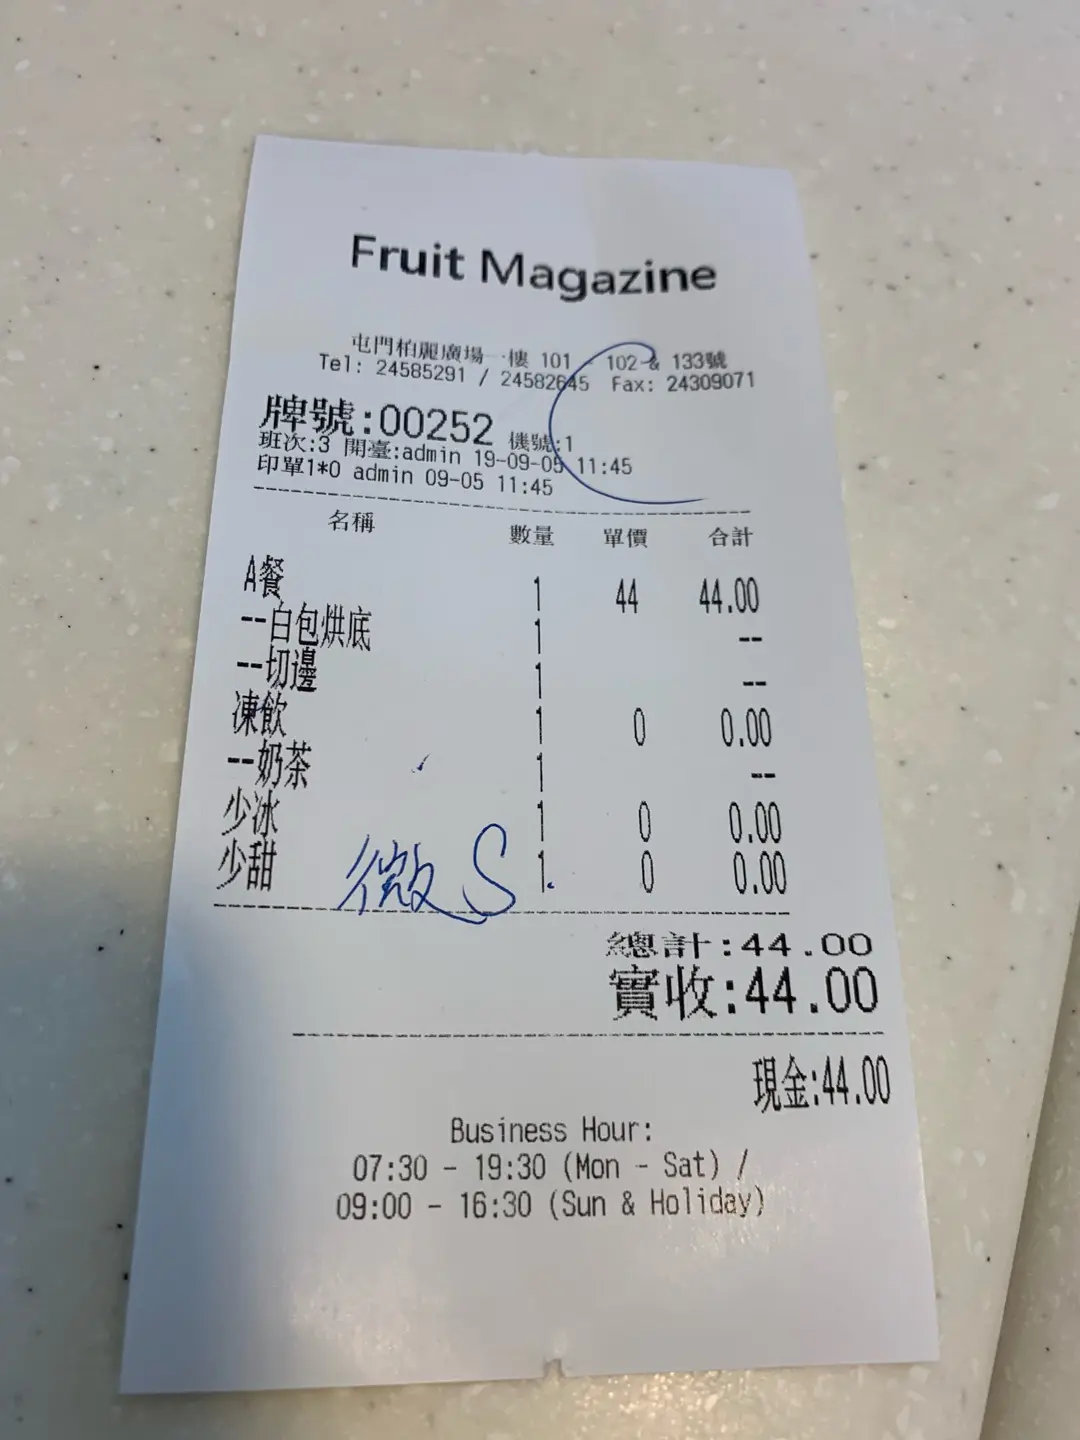 Fruit Magazine
屯門柏麗廣場一樓 101 - 102 & 133號
Tel: 24585291 / 24582645 Fax: 24309071
牌號:00252 機號:1
班次:3 開臺:admin 19-09-05 11:45
印單1*0 admin 09-05 11:45
名稱 數量 單價 合計
A餐 1 44 44.00
--白包烘底 1 --
--切邊 1 --
凍飲 1 0 0.00
--奶茶 1 --
少冰 1 0 0.00
少甜 微S 1 0 0.00
總計:44.00
實收:44.00
現金:44.00
Business Hour:
07:30 - 19:30 (Mon - Sat) /
09:00 - 16:30 (Sun & Holiday)